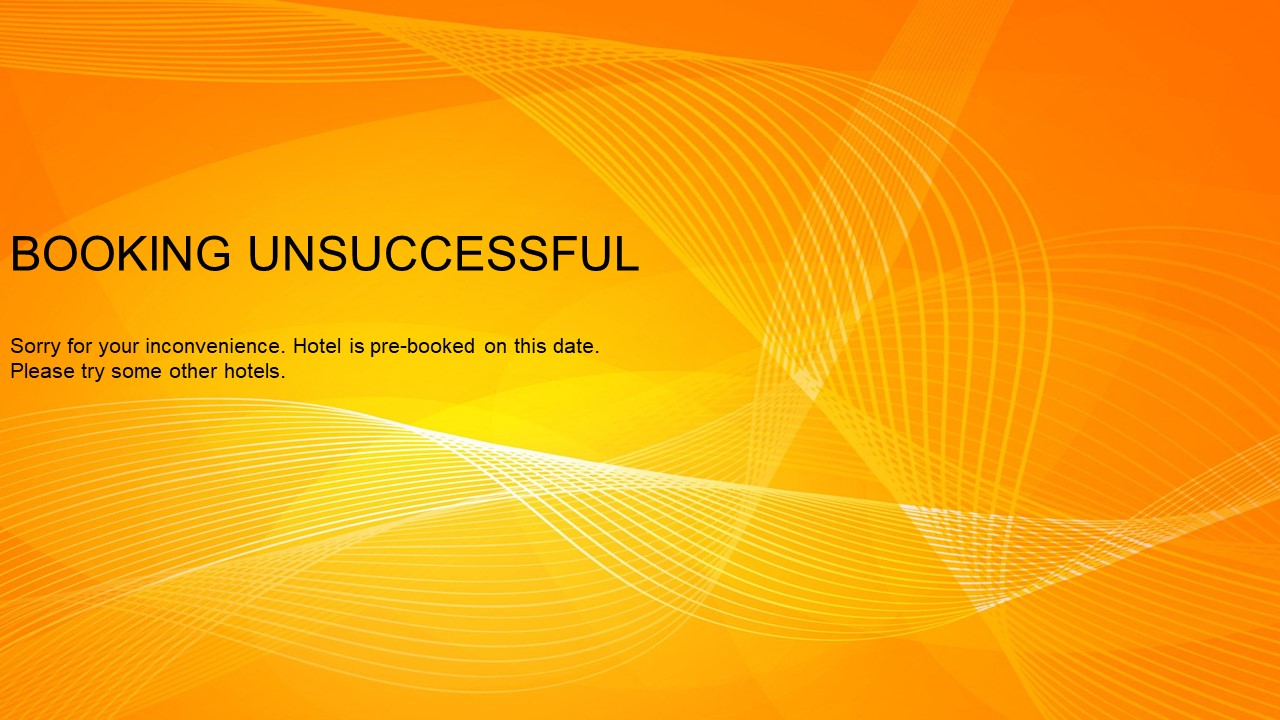 BOOKING UNSUCCESSFUL
Sorry for your inconvenience. Hotel is pre-booked on this date.
Please try some other hotels.